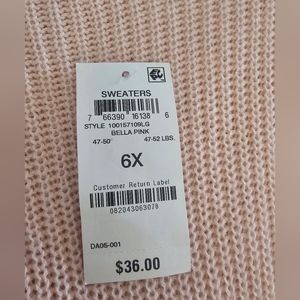 SWEATERS
7 66390 16138 6
STYLE 100157109LG
BELLA PINK
47-50" 47-52 LBS.
6X
Customer Return Label
082043063078
DA05-001
$36.00